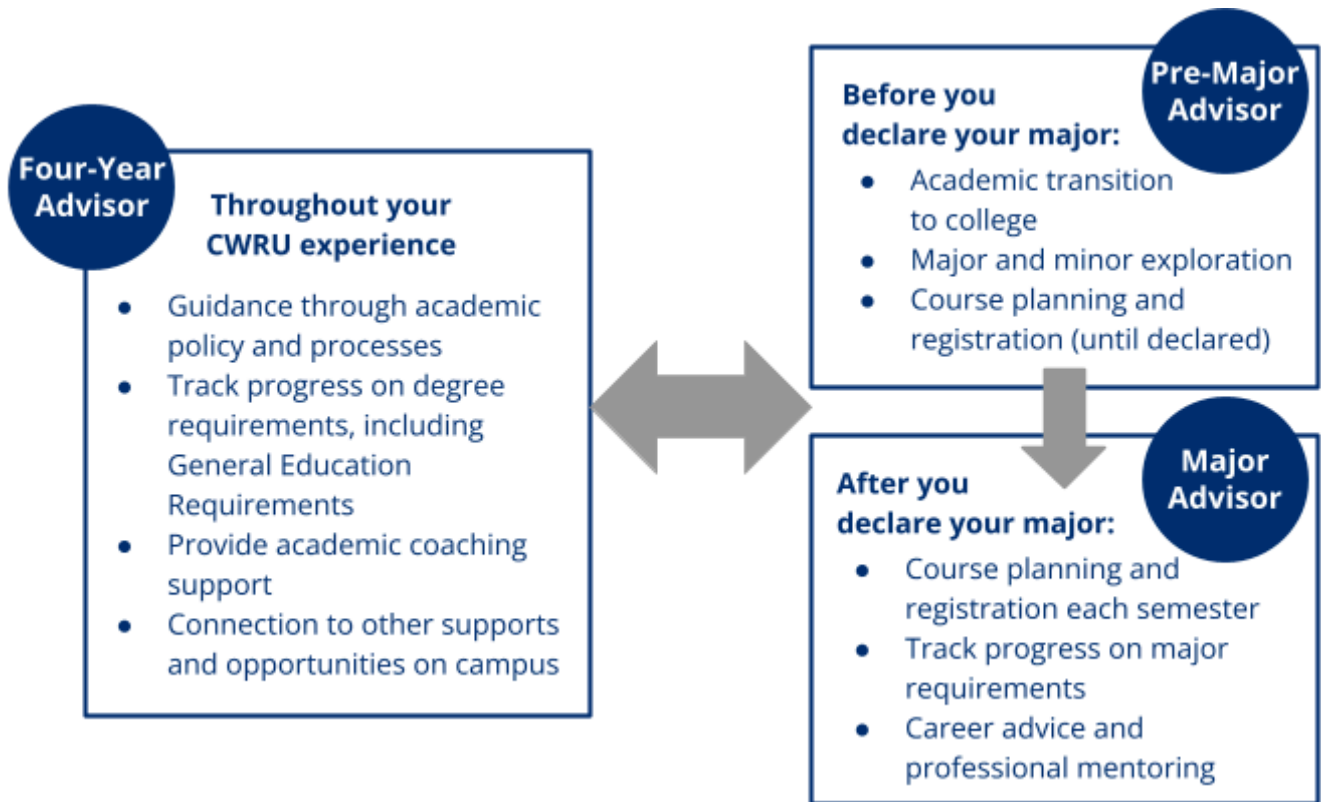 Four-Year
Advisor
Throughout your
CWRU experience
● Guidance through academic
policy and processes
● Track progress on degree
requirements, including
General Education
Requirements
● Provide academic coaching
support
● Connection to other supports
and opportunities on campus
Pre-Major
Advisor
Before you
declare your major:
● Academic transition
to college
● Major and minor exploration
● Course planning and
registration (until declared)
Major
Advisor
After you
declare your major:
● Course planning and
registration each semester
● Track progress on major
requirements
● Career advice and
professional mentoring